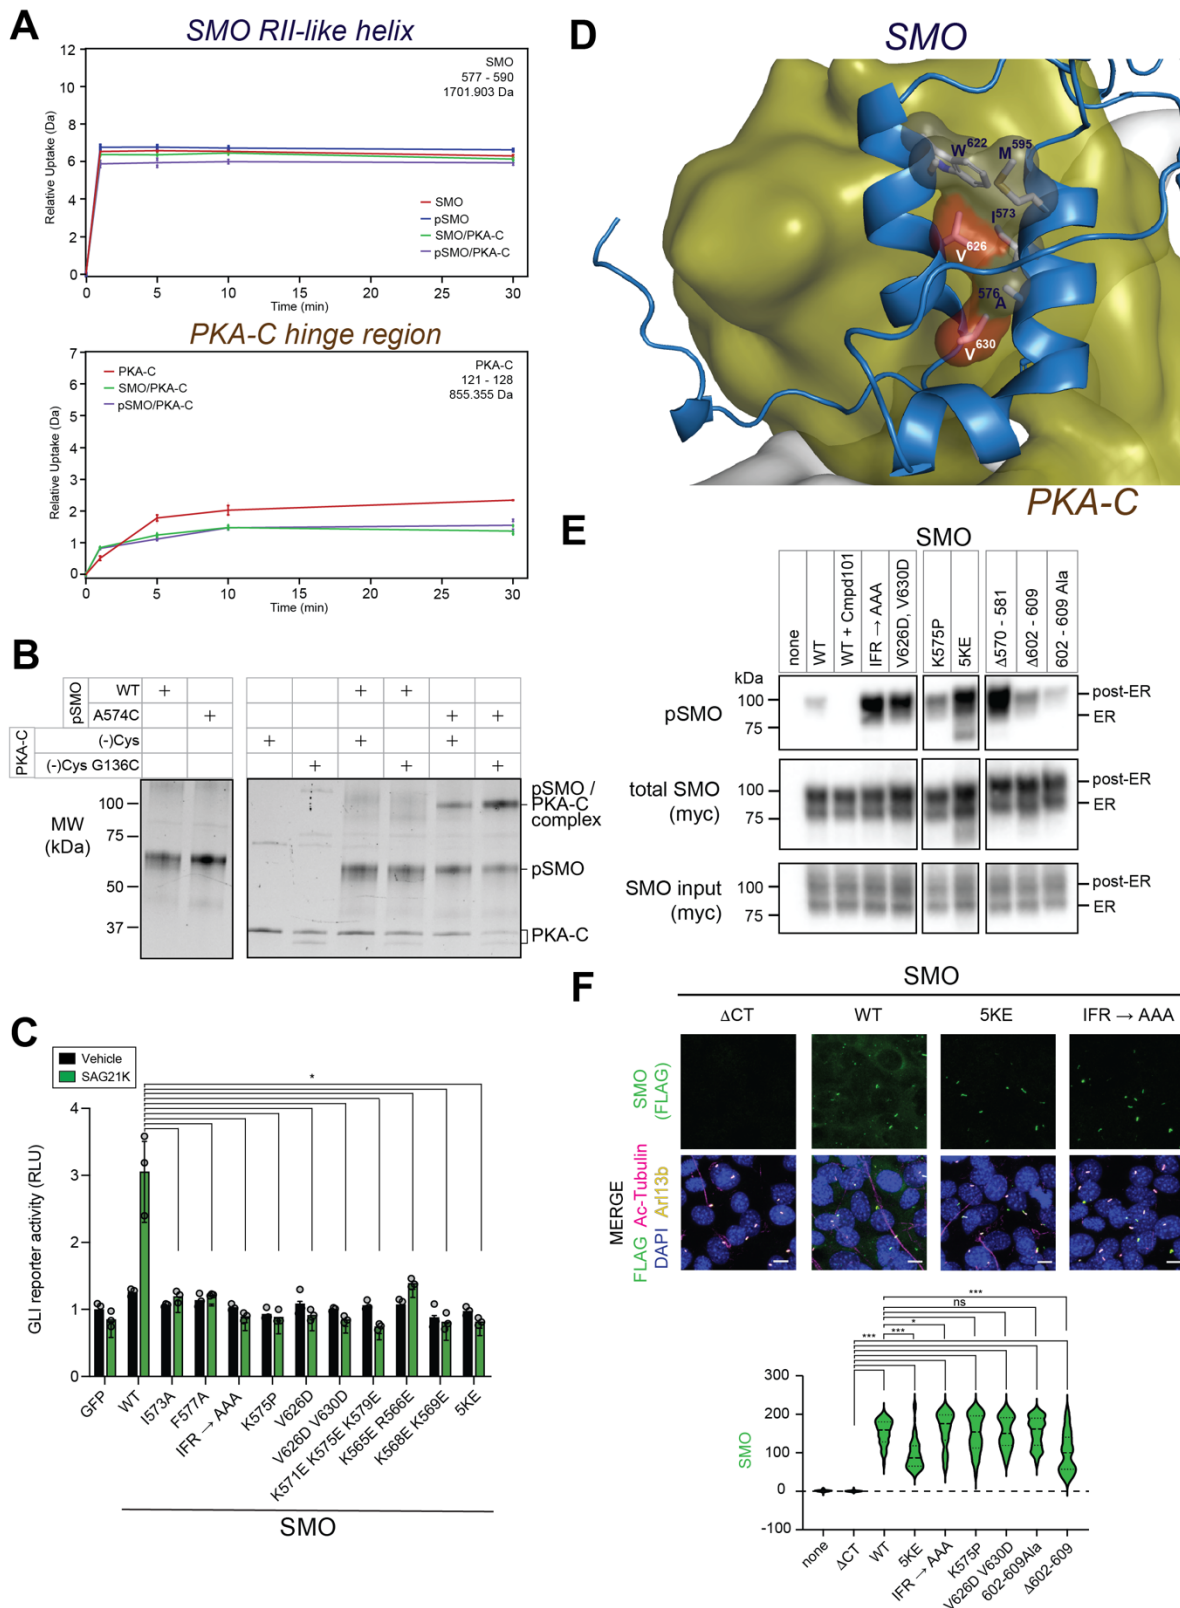 A
SMO RII-like helix
12
10
8
6
4
2
0
Relative Uptake (Da)
SMO
577 - 590
1701.903 Da
SMO
pSMO
SMO/PKA-C
pSMO/PKA-C
0 5 10 15 20 25 30
Time (min)
PKA-C hinge region
7
6
5
4
3
2
1
0
Relative Uptake (Da)
PKA-C
SMO/PKA-C
pSMO/PKA-C
PKA-C
121 - 128
855.355 Da
0 5 10 15 20 25 30
Time (min)
B
pSMO
WT + + +
A574C + + +
PKA-C
(-)Cys + + +
(-)Cys G136C + + +
MW
(kDa)
100
75
50
37
pSMO /
PKA-C
complex
pSMO
PKA-C
C
Vehicle
SAG21K
*
GLI reporter activity (RLU)
4
3
2
1
0
GFP
WT
I573A
F577A
IFR → AAA
K575P
V626D
V626D V630D
K571E K575E K579E
K565E R566E
K568E K569E
5KE
SMO
D
SMO
W622
M595
I573
V626
576A
V630
PKA-C
E
SMO
none
WT
WT + Cmpd101
IFR → AAA
V626D, V630D
K575P
5KE
Δ570 - 581
Δ602 - 609
602 - 609 Ala
kDa
pSMO
100
75
post-ER
ER
total SMO
(myc)
100
75
post-ER
ER
SMO input
(myc)
100
75
post-ER
ER
F
SMO
ΔCT WT 5KE IFR → AAA
SMO
(FLAG)
MERGE
FLAG Ac-Tubulin
DAPI Arl13b
***
ns
*
*** ***
SMO
300
200
100
0
-100
none
ΔCT
WT
5KE
IFR → AAA
K575P
V626D V630D
602-609Ala
Δ602-609